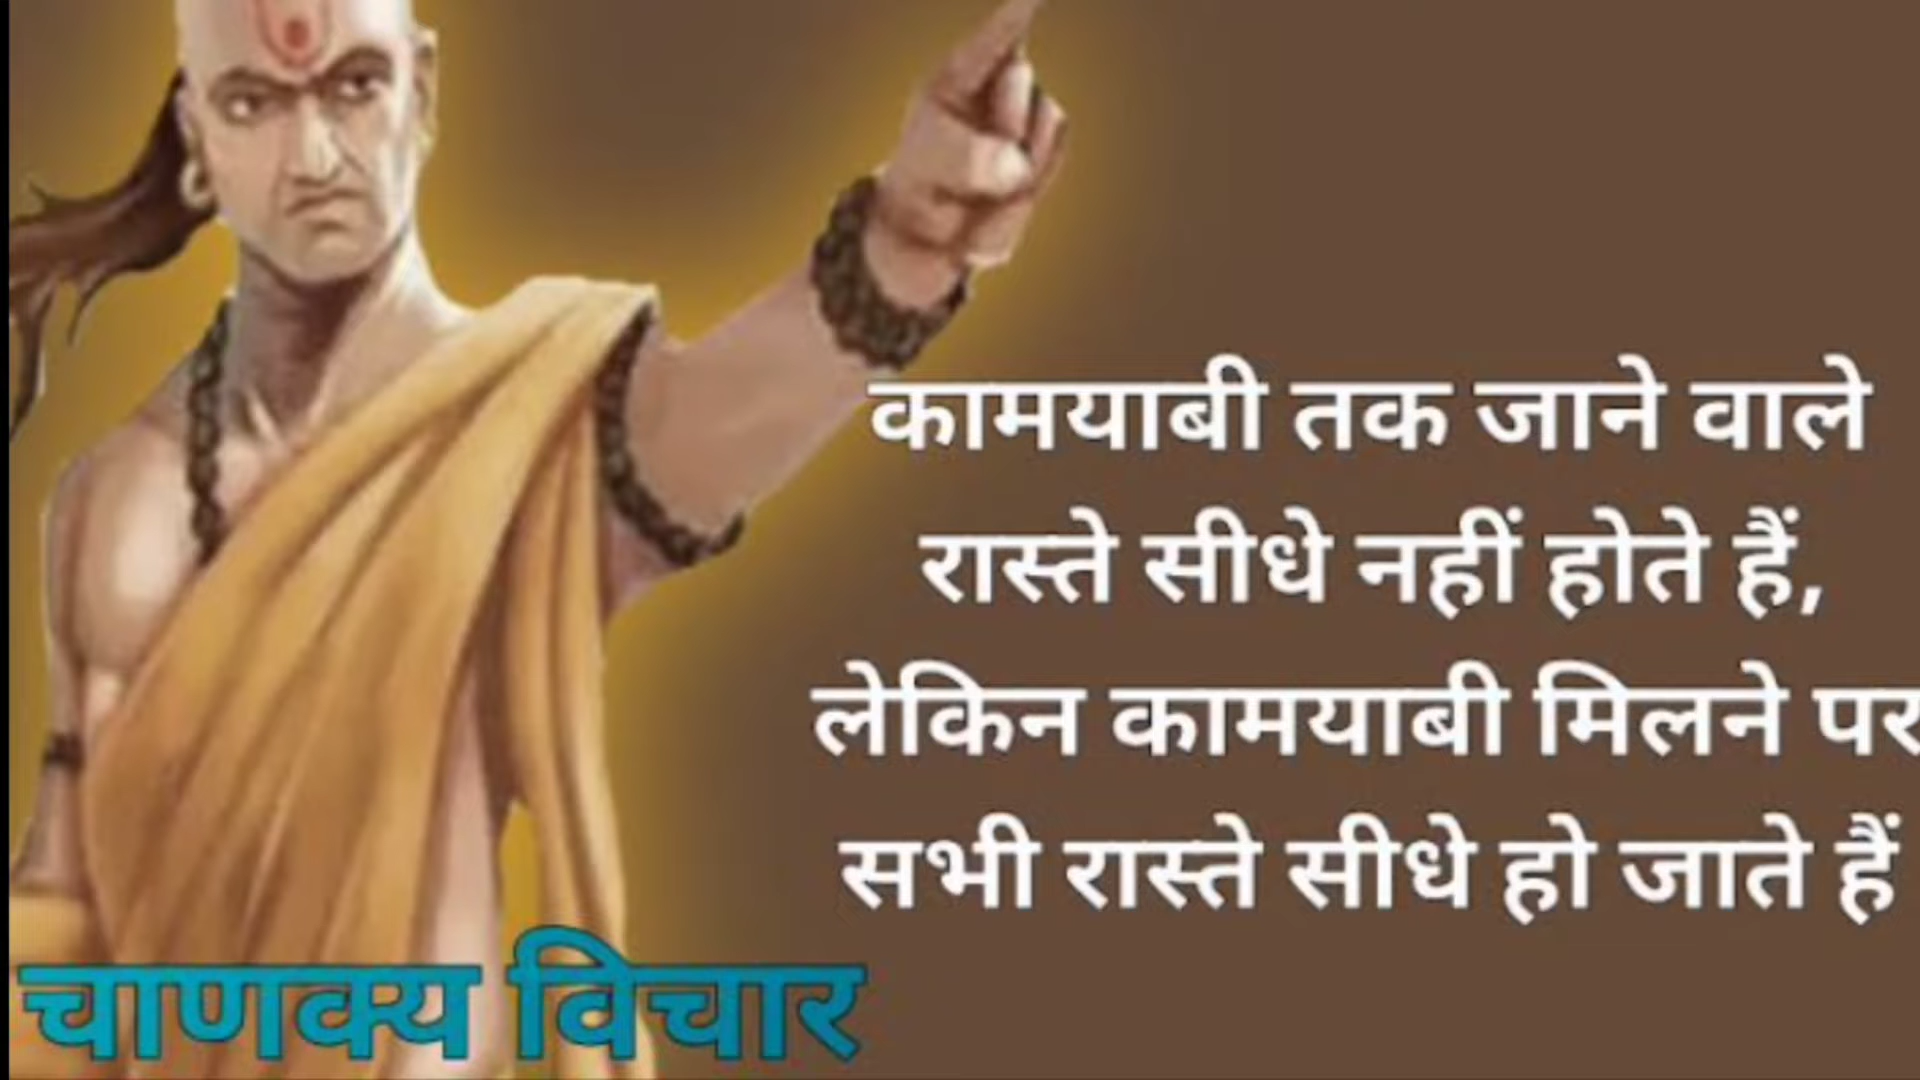 कामयाबी तक जाने वाले
रास्ते सीधे नहीं होते हैं,
लेकिन कामयाबी मिलने पर
सभी रास्ते सीधे हो जाते हैं
चाणक्य विचार